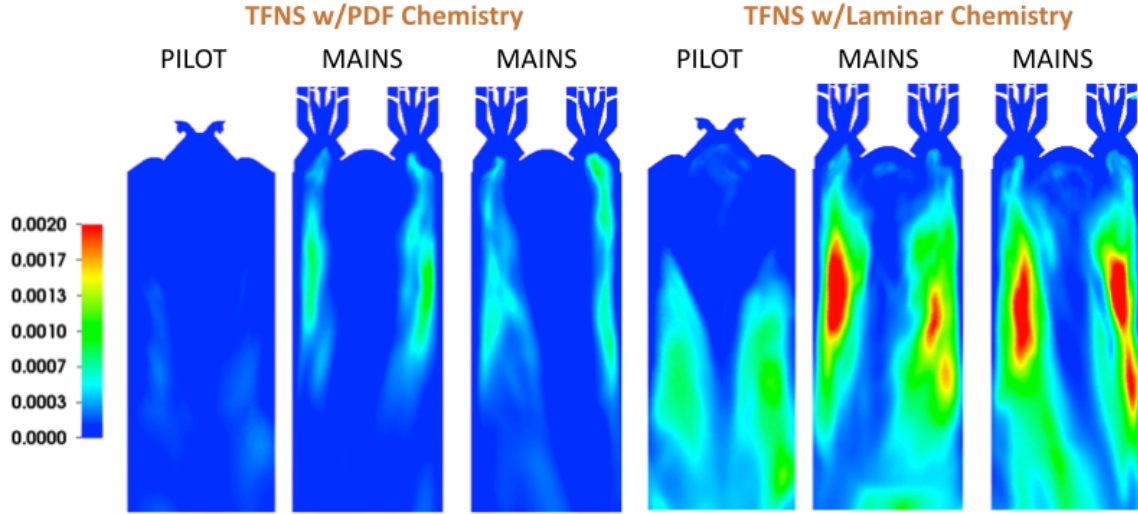 TFNS w/PDF Chemistry
TFNS w/Laminar Chemistry
PILOT
MAINS
MAINS
PILOT
MAINS
MAINS
0.0020
0.0017
0.0013
0.0010
0.0007
0.0003
0.0000